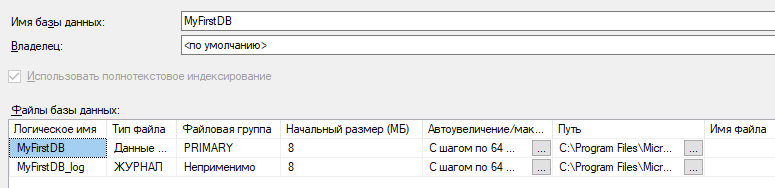 Имя базы данных: MyFirstDB
Владелец: <по умолчанию>
Использовать полнотекстовое индексирование
Файлы базы данных:
Логическое имя Тип файла Файловая группа Начальный размер (МБ) Автоувеличение/мак... Путь Имя файла
MyFirstDB Данные ... PRIMARY 8 С шагом по 64 ... ... C:\Program Files\Micr... ...
MyFirstDB_log ЖУРНАЛ Неприменимо 8 С шагом по 64 ... ... C:\Program Files\Micr... ...